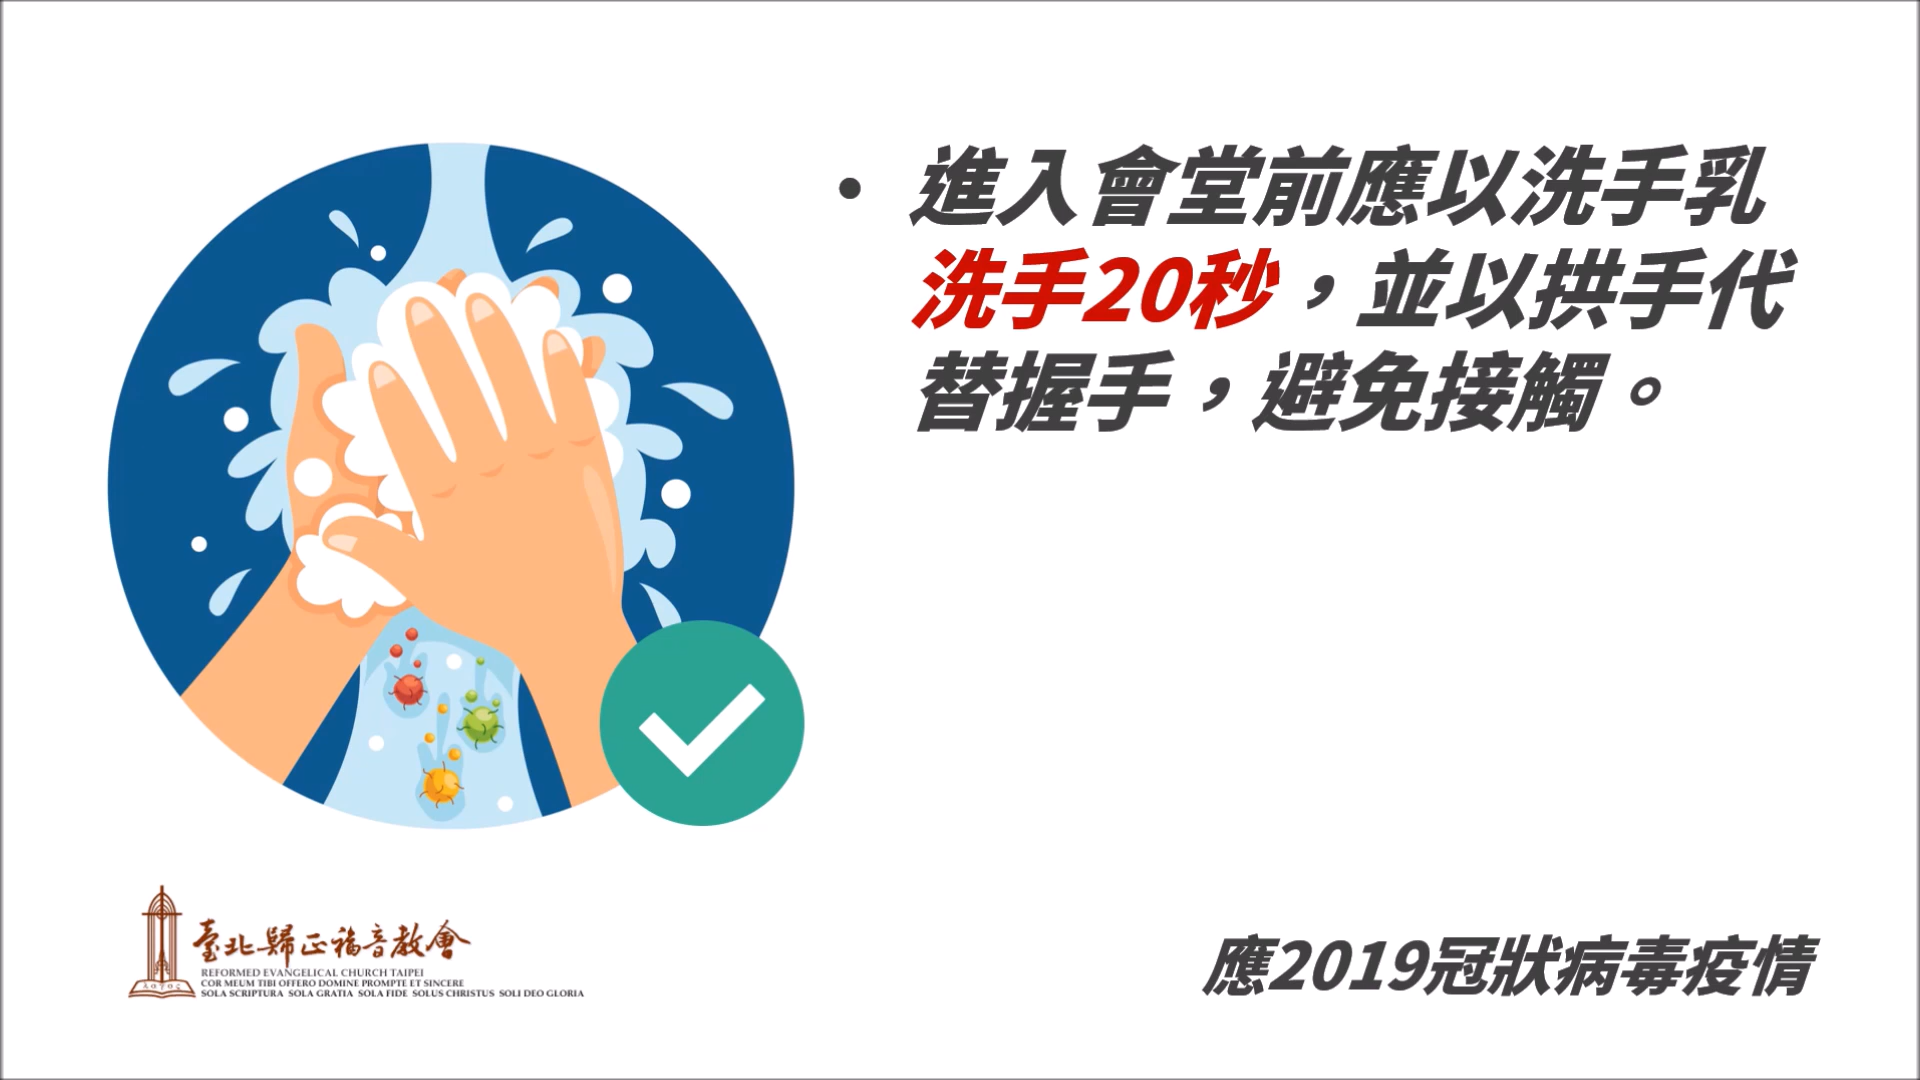 • 進入會堂前應以洗手乳
洗手20秒，並以拱手代
替握手，避免接觸。
臺北歸正福音教會
REFORMED EVANGELICAL CHURCH TAIPEI
COR MEUM TIBI OFFERO DOMINE PROMPTE ET SINCERE
SOLA SCRIPTURA SOLA GRATIA SOLA FIDE SOLUS CHRISTUS SOLI DEO GLORIA
應2019冠狀病毒疫情